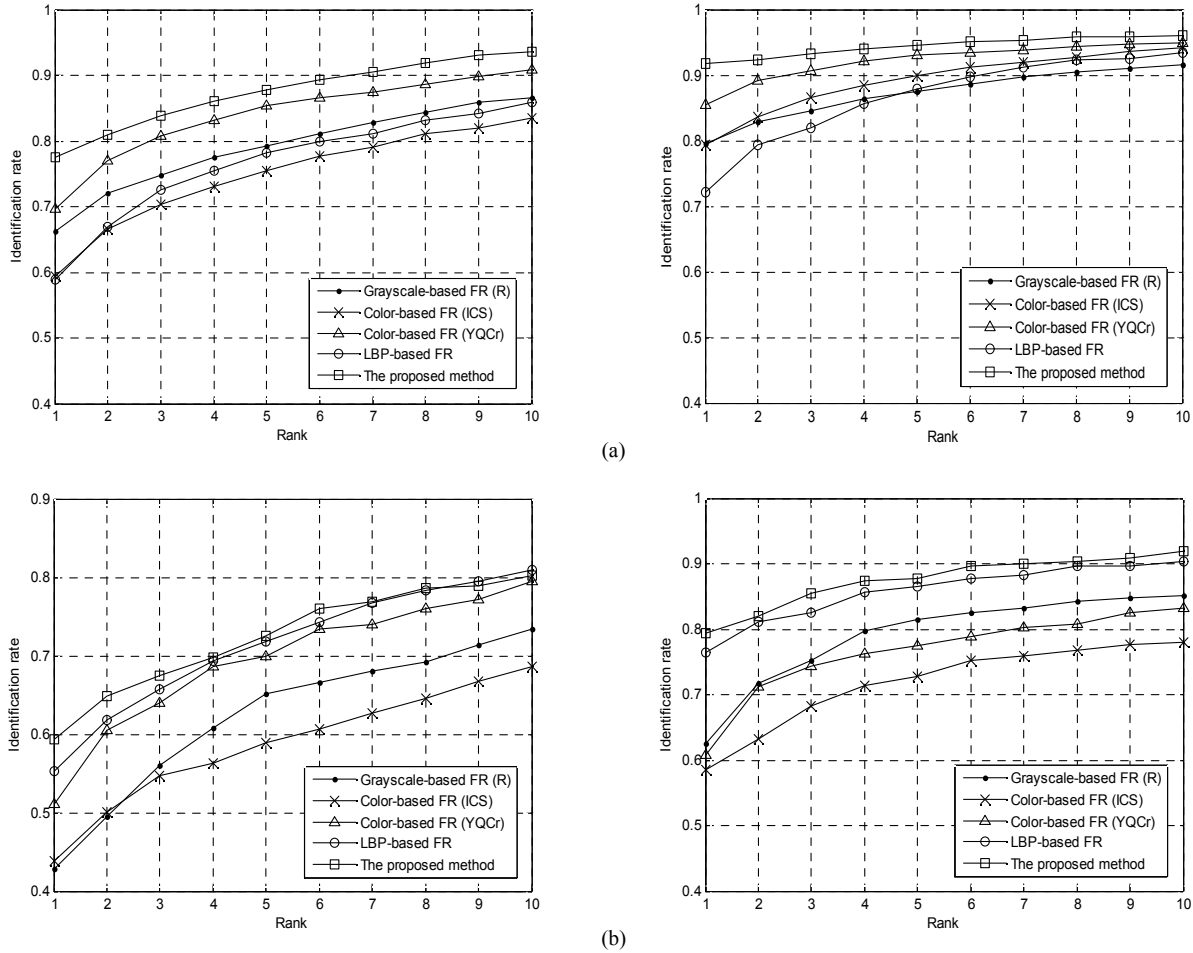 1
0.9
0.8
0.7
0.6
0.5
0.4
Identification rate
Grayscale-based FR (R)
Color-based FR (ICS)
Color-based FR (YQCr)
LBP-based FR
The proposed method
1 2 3 4 5 6 7 8 9 10
Rank
1
0.9
0.8
0.7
0.6
0.5
0.4
Identification rate
Grayscale-based FR (R)
Color-based FR (ICS)
Color-based FR (YQCr)
LBP-based FR
The proposed method
1 2 3 4 5 6 7 8 9 10
Rank
(a)
0.9
0.8
0.7
0.6
0.5
0.4
Identification rate
Grayscale-based FR (R)
Color-based FR (ICS)
Color-based FR (YQCr)
LBP-based FR
The proposed method
1 2 3 4 5 6 7 8 9 10
Rank
1
0.9
0.8
0.7
0.6
0.5
0.4
Identification rate
Grayscale-based FR (R)
Color-based FR (ICS)
Color-based FR (YQCr)
LBP-based FR
The proposed method
1 2 3 4 5 6 7 8 9 10
Rank
(b)